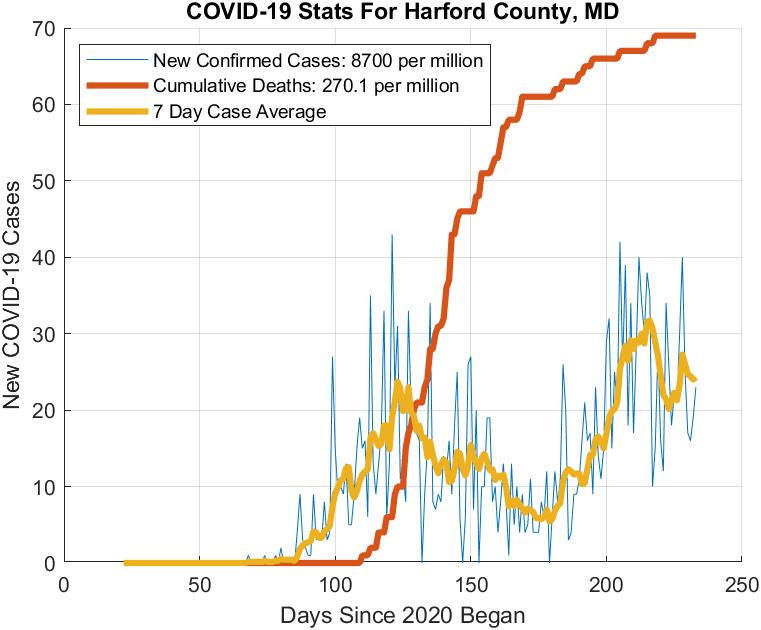 COVID-19 Stats For Harford County, MD
New Confirmed Cases: 8700 per million
Cumulative Deaths: 270.1 per million
7 Day Case Average
New COVID-19 Cases
70
60
50
40
30
20
10
0
0 50 100 150 200 250
Days Since 2020 Began